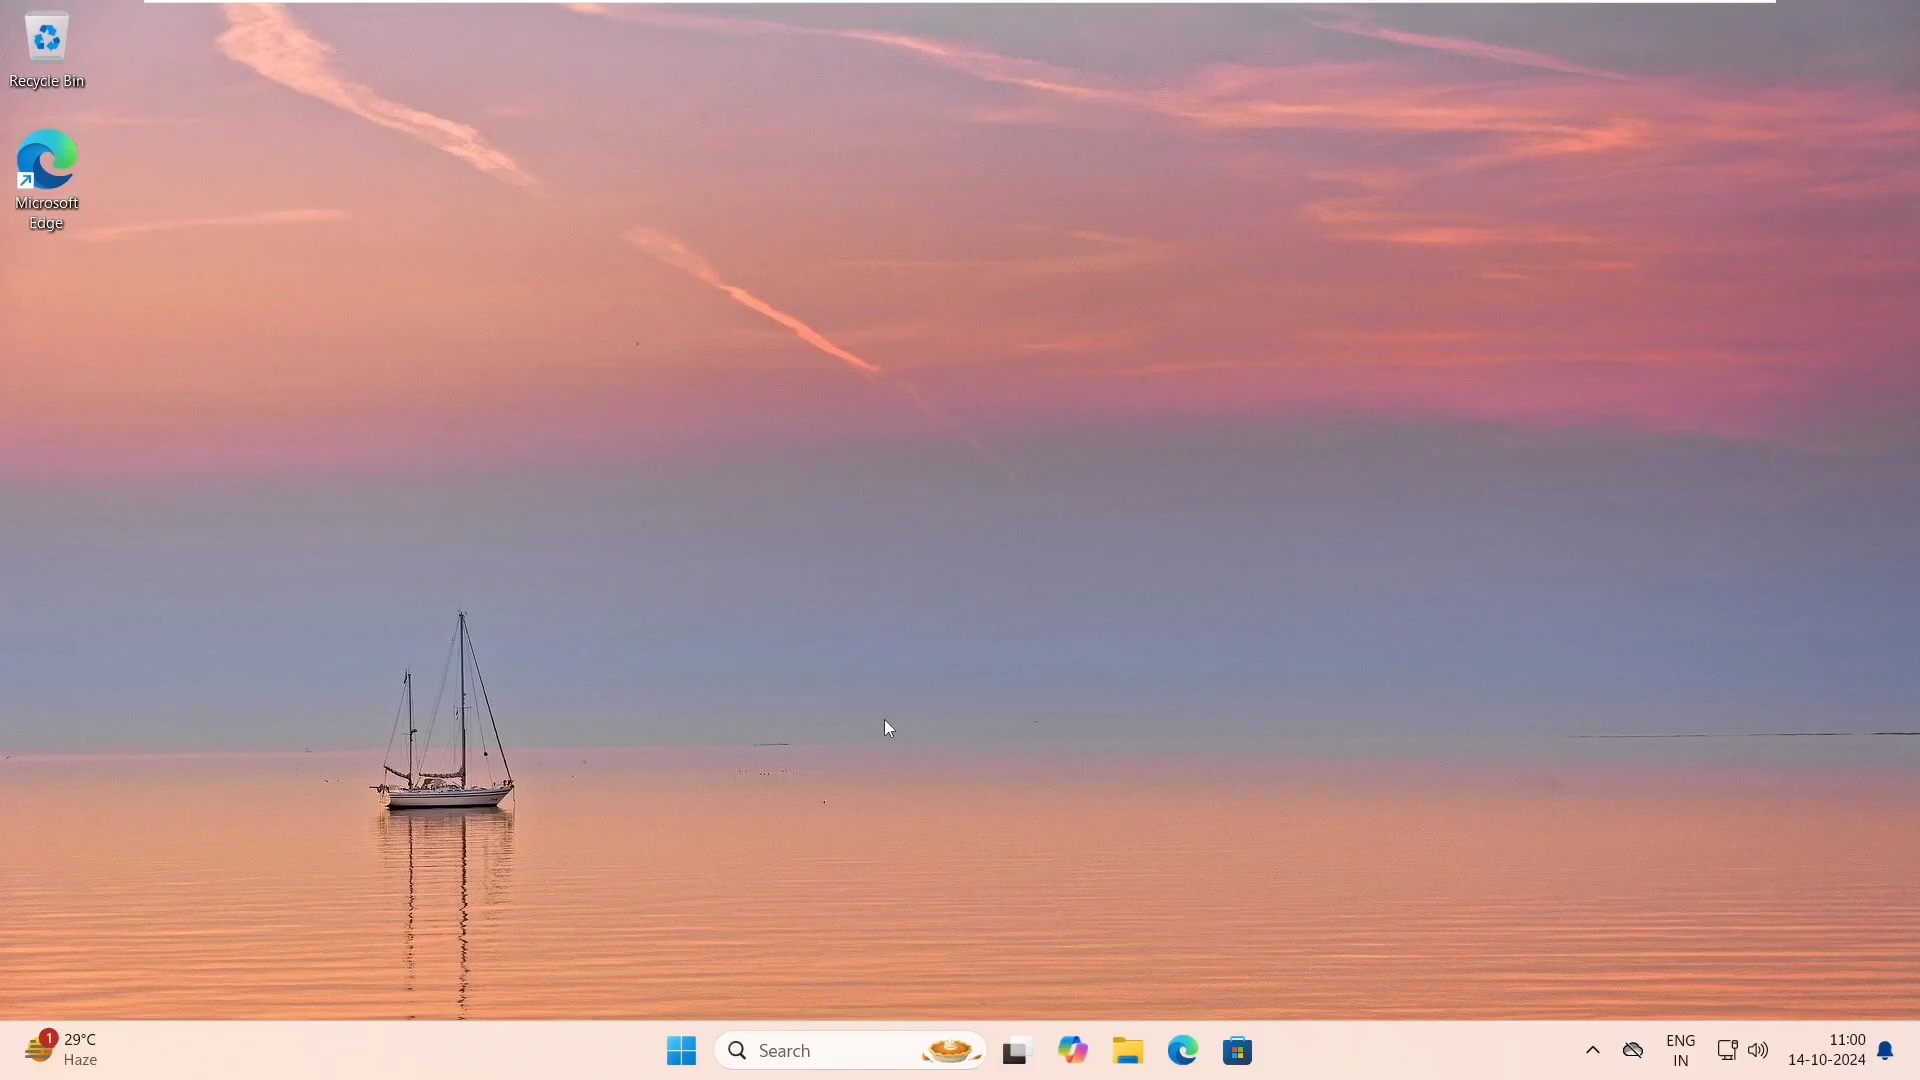 Recycle Bin
Microsoft
Edge
1
29°C
Haze
Search
ENG
IN
11:00
14-10-2024